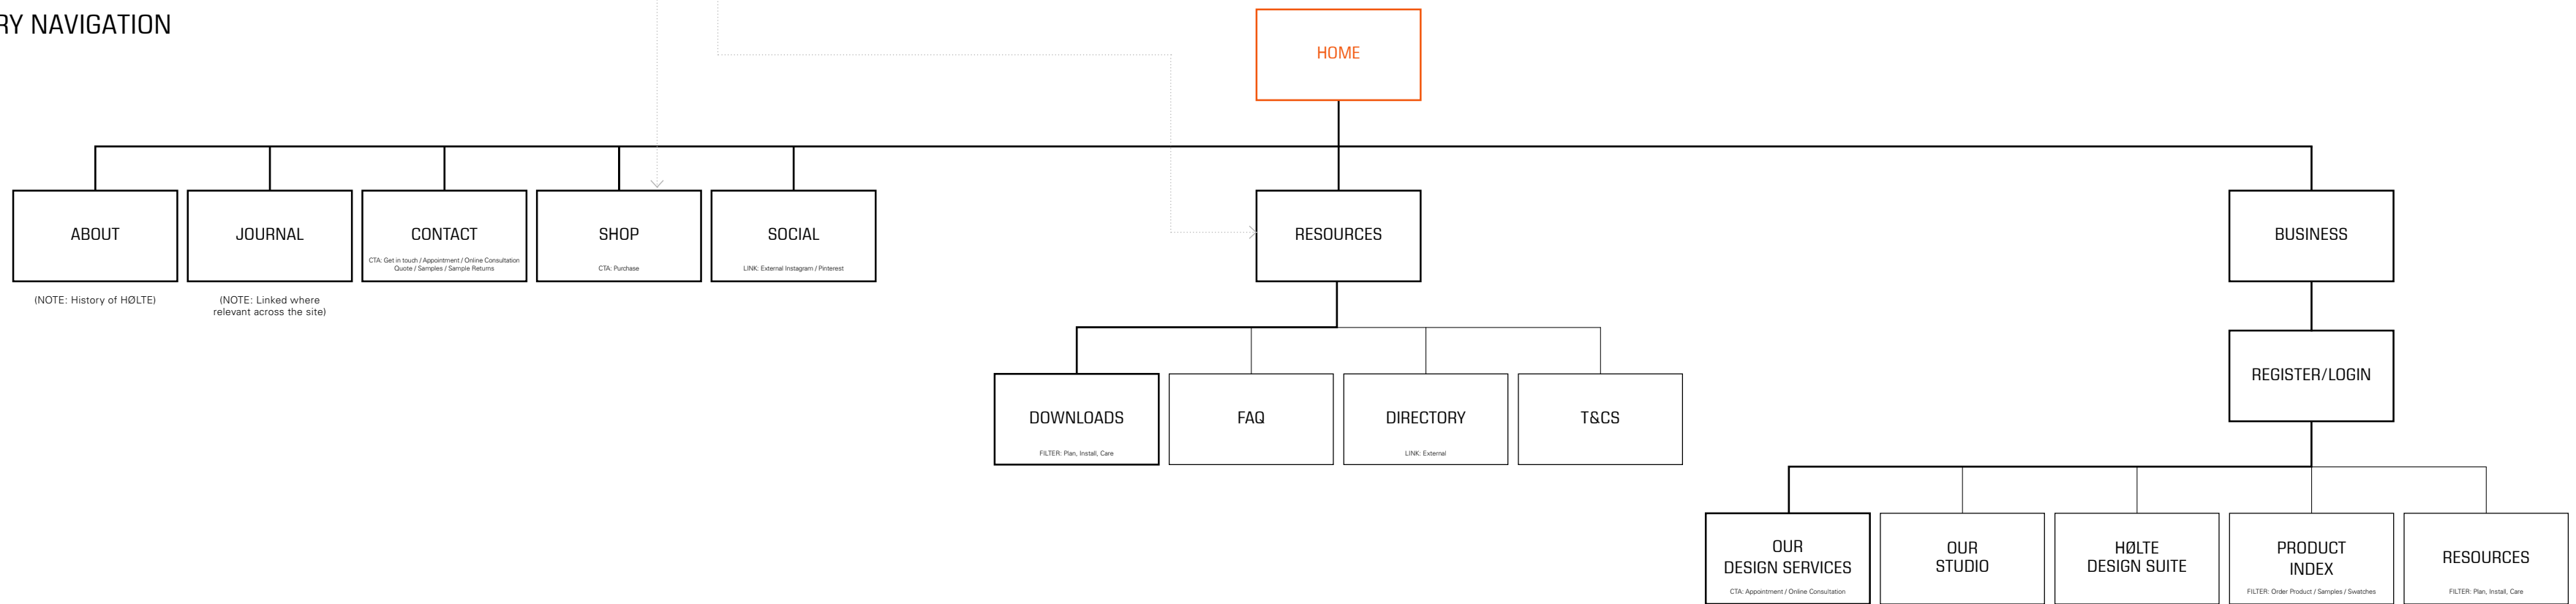 RY NAVIGATION
HOME
ABOUT
JOURNAL
CONTACT
CTA: Get in touch / Appointment / Online Consultation
Quote / Samples / Sample Returns
SHOP
CTA: Purchase
SOCIAL
LINK: External Instagram / Pinterest
RESOURCES
BUSINESS
(NOTE: History of HØLTE)
(NOTE: Linked where
relevant across the site)
REGISTER/LOGIN
DOWNLOADS
FILTER: Plan, Install, Care
FAQ
DIRECTORY
LINK: External
T&CS
OUR
DESIGN SERVICES
CTA: Appointment / Online Consultation
OUR
STUDIO
HØLTE
DESIGN SUITE
PRODUCT
INDEX
FILTER: Order Product / Samples / Swatches
RESOURCES
FILTER: Plan, Install, Care